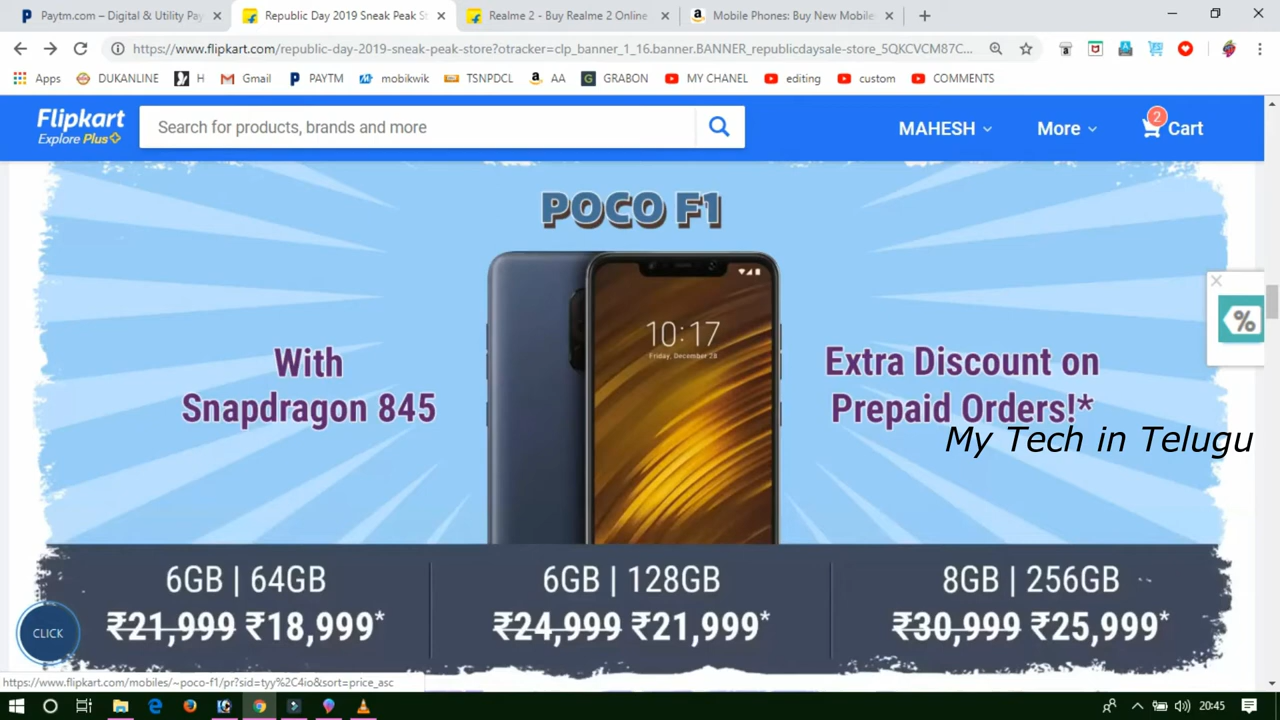 Paytm.com – Digital & Utility Pay
Republic Day 2019 Sneak Peak S
Realme 2 - Buy Realme 2 Online
Mobile Phones: Buy New Mobile
https://www.flipkart.com/republic-day-2019-sneak-peak-store?otracker=clp_banner_1_16.banner.BANNER_republicdaysale-store_5QKCVCM87C...
Apps DUKANLINE H Gmail PAYTM mobikwik TSNPDCL AA GRABON MY CHANEL editing custom COMMENTS
Flipkart
Explore Plus
Search for products, brands and more
MAHESH
More
2
Cart
POCO F1
10:17
Friday, December 28
With
Snapdragon 845
Extra Discount on
Prepaid Orders!*
My Tech in Telugu
%
6GB | 64GB
₹21,999 ₹18,999*
6GB | 128GB
₹24,999 ₹21,999*
8GB | 256GB
₹30,999 ₹25,999*
CLICK
https://www.flipkart.com/mobiles/~poco-f1/pr?sid=tyy%2C4io&sort=price_asc
20:45